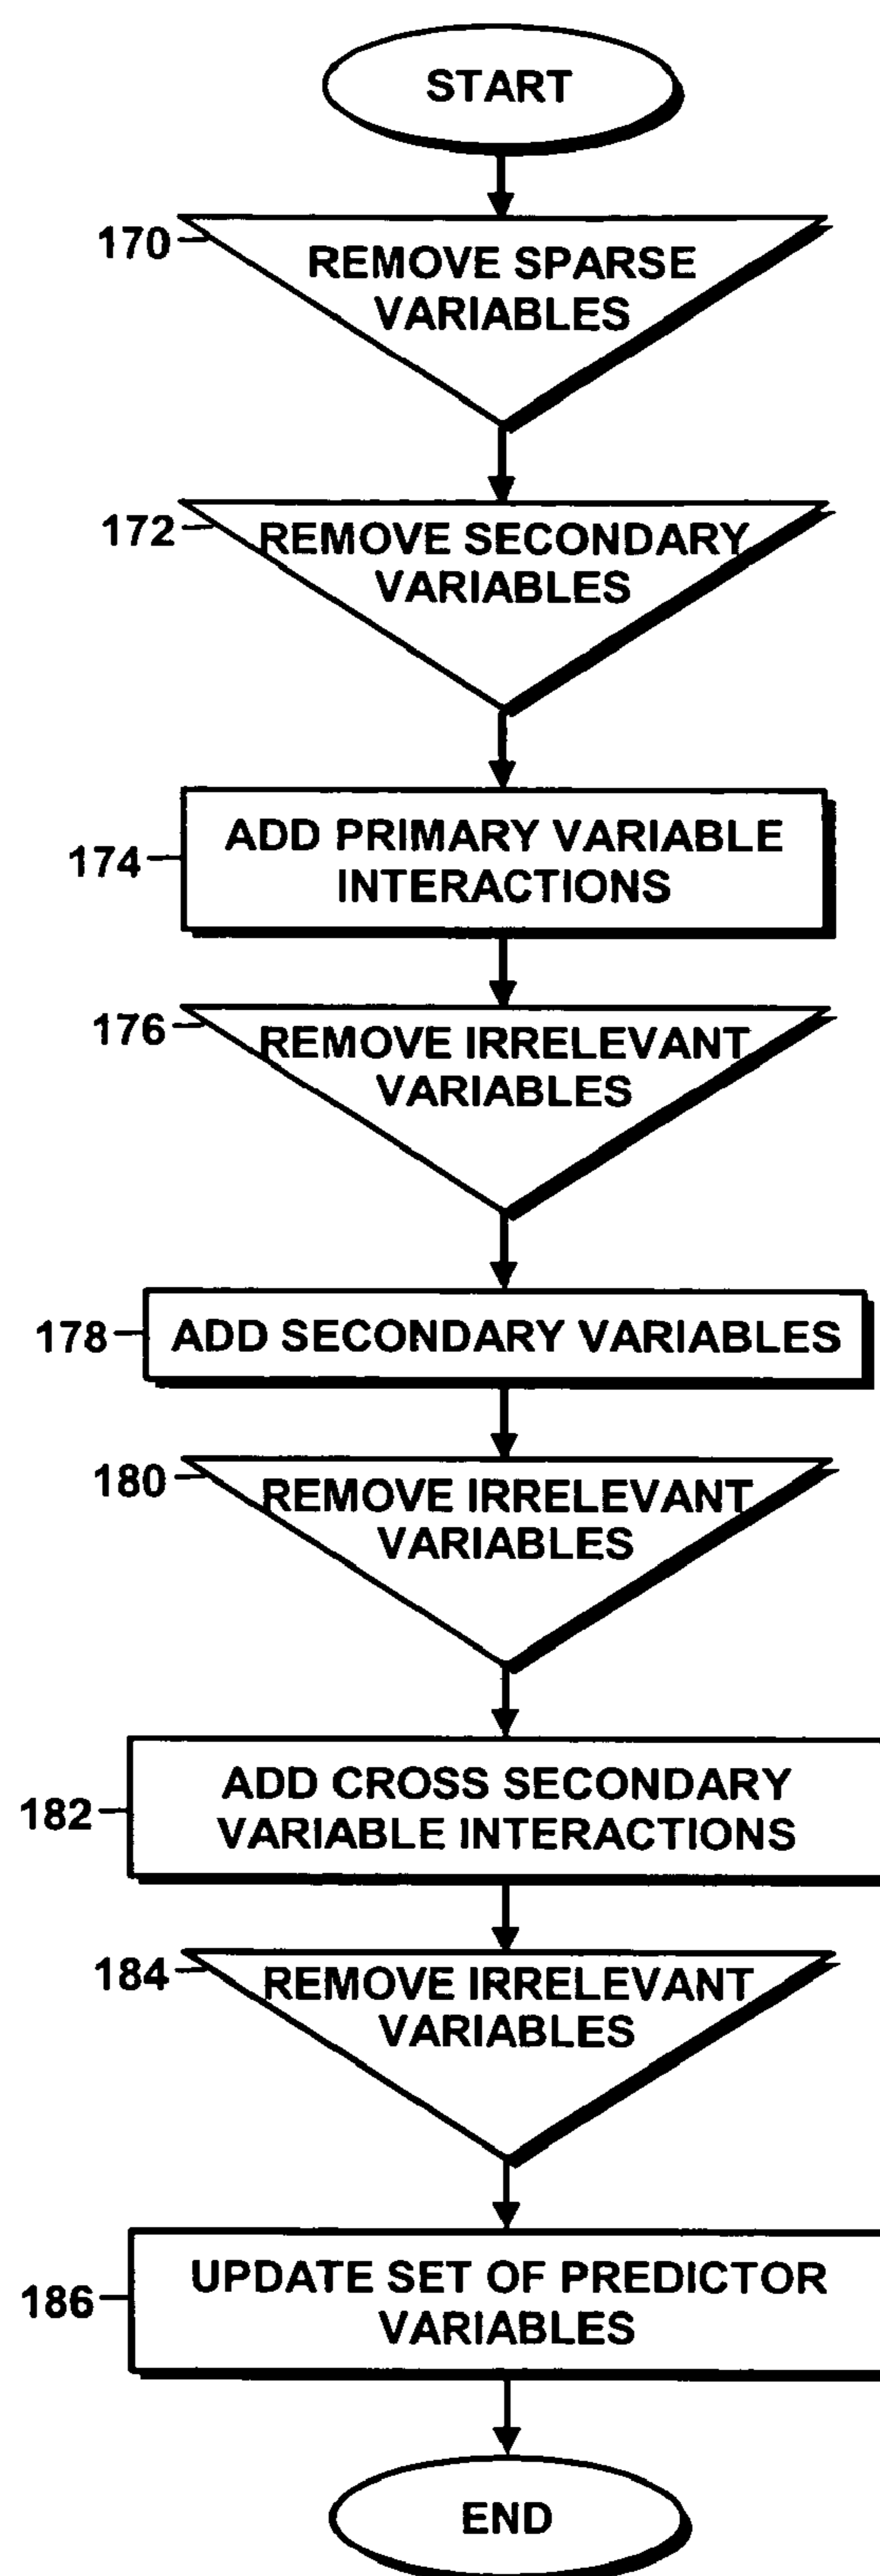 START
170
REMOVE SPARSE
VARIABLES
172
REMOVE SECONDARY
VARIABLES
174
ADD PRIMARY VARIABLE
INTERACTIONS
176
REMOVE IRRELEVANT
VARIABLES
178
ADD SECONDARY VARIABLES
180
REMOVE IRRELEVANT
VARIABLES
182
ADD CROSS SECONDARY
VARIABLE INTERACTIONS
184
REMOVE IRRELEVANT
VARIABLES
186
UPDATE SET OF PREDICTOR
VARIABLES
END